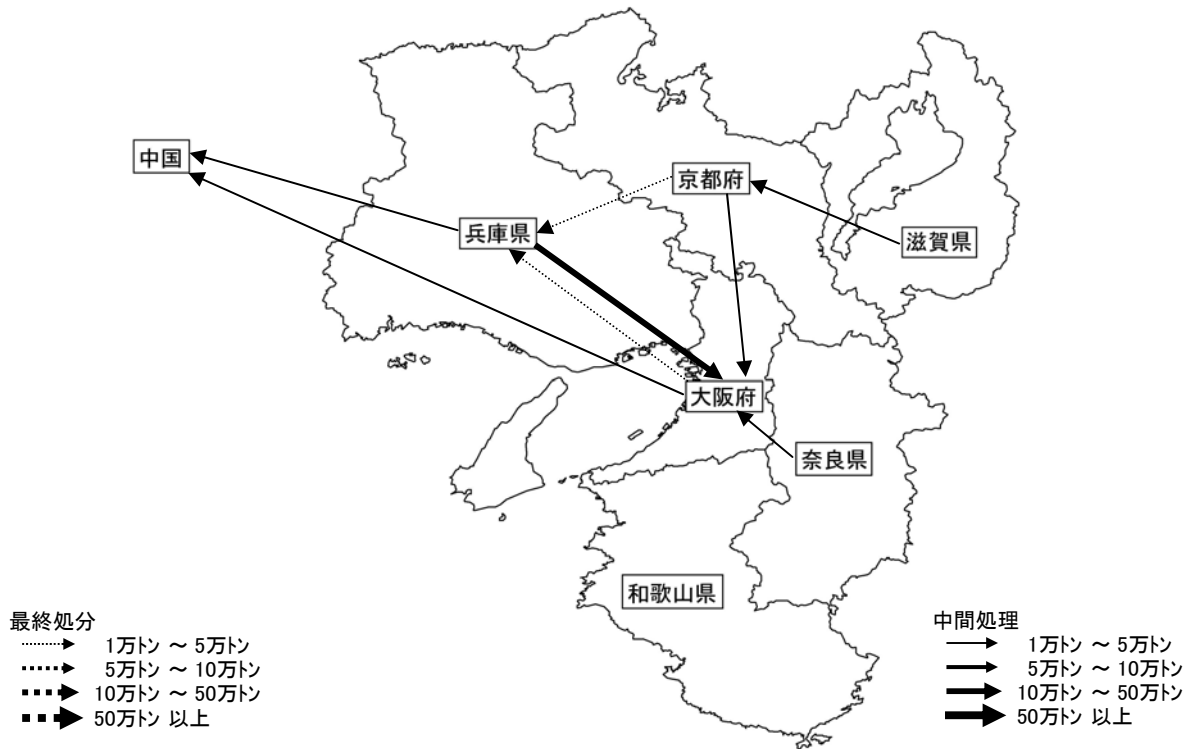 中国
京都府
兵庫県
滋賀県
大阪府
奈良県
和歌山県
最終処分
1万トン ～ 5万トン
5万トン ～ 10万トン
10万トン ～ 50万トン
50万トン 以上
中間処理
1万トン ～ 5万トン
5万トン ～ 10万トン
10万トン ～ 50万トン
50万トン 以上